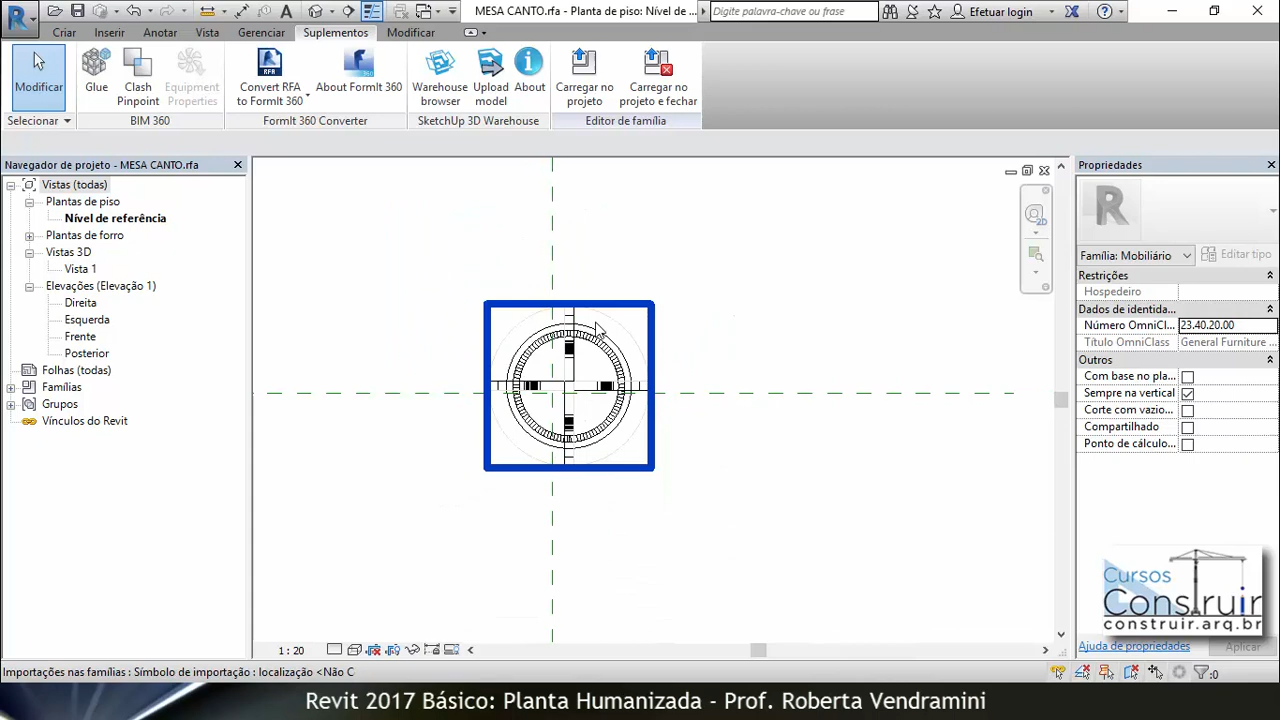 MESA CANTO.rfa - Planta de piso: Nível de ...
Digite palavra-chave ou frase
Efetuar login
Criar
Inserir
Anotar
Vista
Gerenciar
Suplementos
Modificar
Modificar
Glue
Clash
Pinpoint
Equipment
Properties
Convert RFA
to FormIt 360
About FormIt 360
Warehouse
browser
Upload
model
About
Carregar no
projeto
Carregar no
projeto e fechar
Selecionar
BIM 360
FormIt 360 Converter
SketchUp 3D Warehouse
Editor de família
Navegador de projeto - MESA CANTO.rfa
Vistas (todas)
Plantas de piso
Nível de referência
Plantas de forro
Vistas 3D
Vista 1
Elevações (Elevação 1)
Direita
Esquerda
Frente
Posterior
Folhas (todas)
Famílias
Grupos
Vínculos do Revit
2D
Propriedades
Família: Mobiliário
Editar tipo
Restrições
Hospedeiro
Dados de identida...
Número OmniCl...
23.40.20.00
Título OmniClass
General Furniture ...
Outros
Com base no pla...
Sempre na vertical
Corte com vazio...
Compartilhado
Ponto de cálculo...
Cursos
Construir
construir.arq.br
Ajuda de propriedades
Aplicar
1 : 20
Importações nas famílias : Símbolo de importação : localização <Não C
:0
Revit 2017 Básico: Planta Humanizada - Prof. Roberta Vendramini